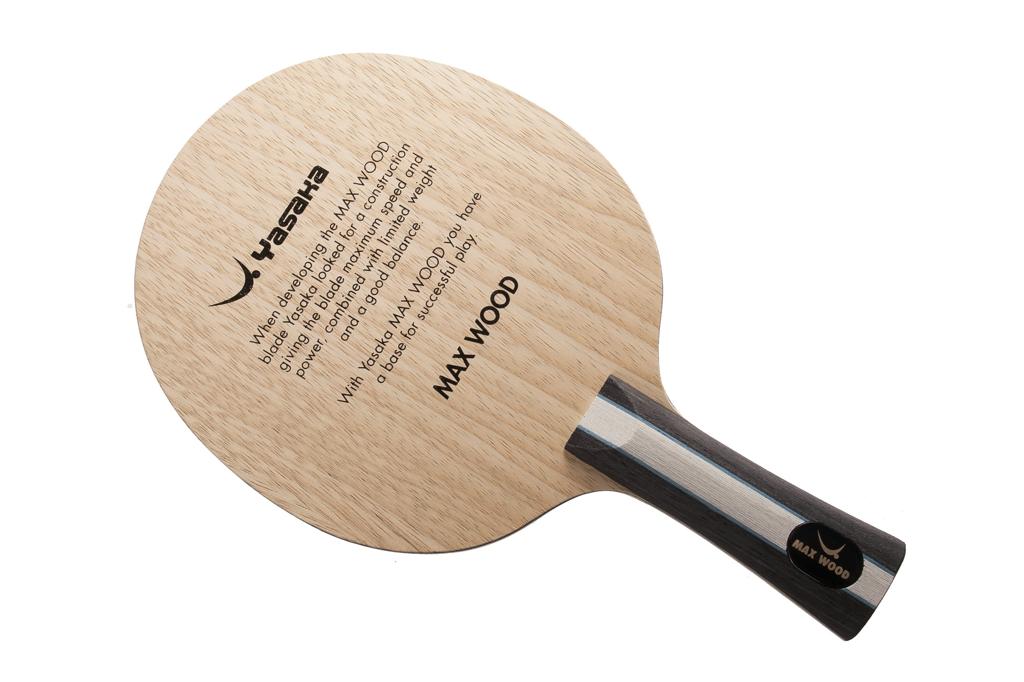 Yasaka
When developing the MAX WOOD
blade Yasaka looked for a construction
giving the blade maximum speed and
power, combined with limited weight
and a good balance.
With Yasaka MAX WOOD you have
a base for successful play.
MAX WOOD
MAX WOOD